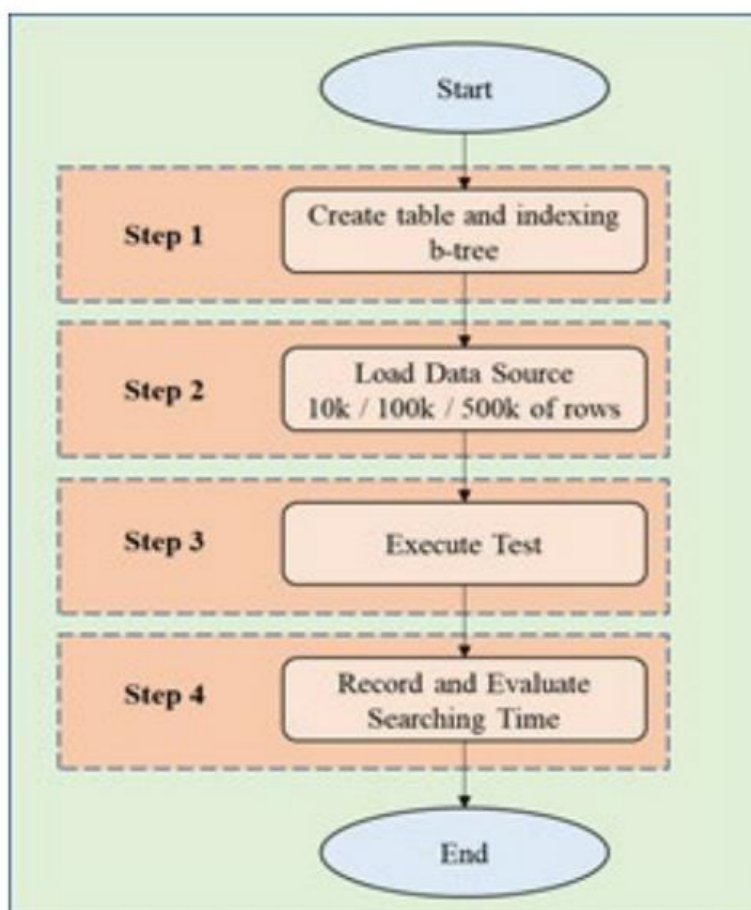 Start
Step 1
Create table and indexing
b-tree
Step 2
Load Data Source
10k / 100k / 500k of rows
Step 3
Execute Test
Step 4
Record and Evaluate
Searching Time
End